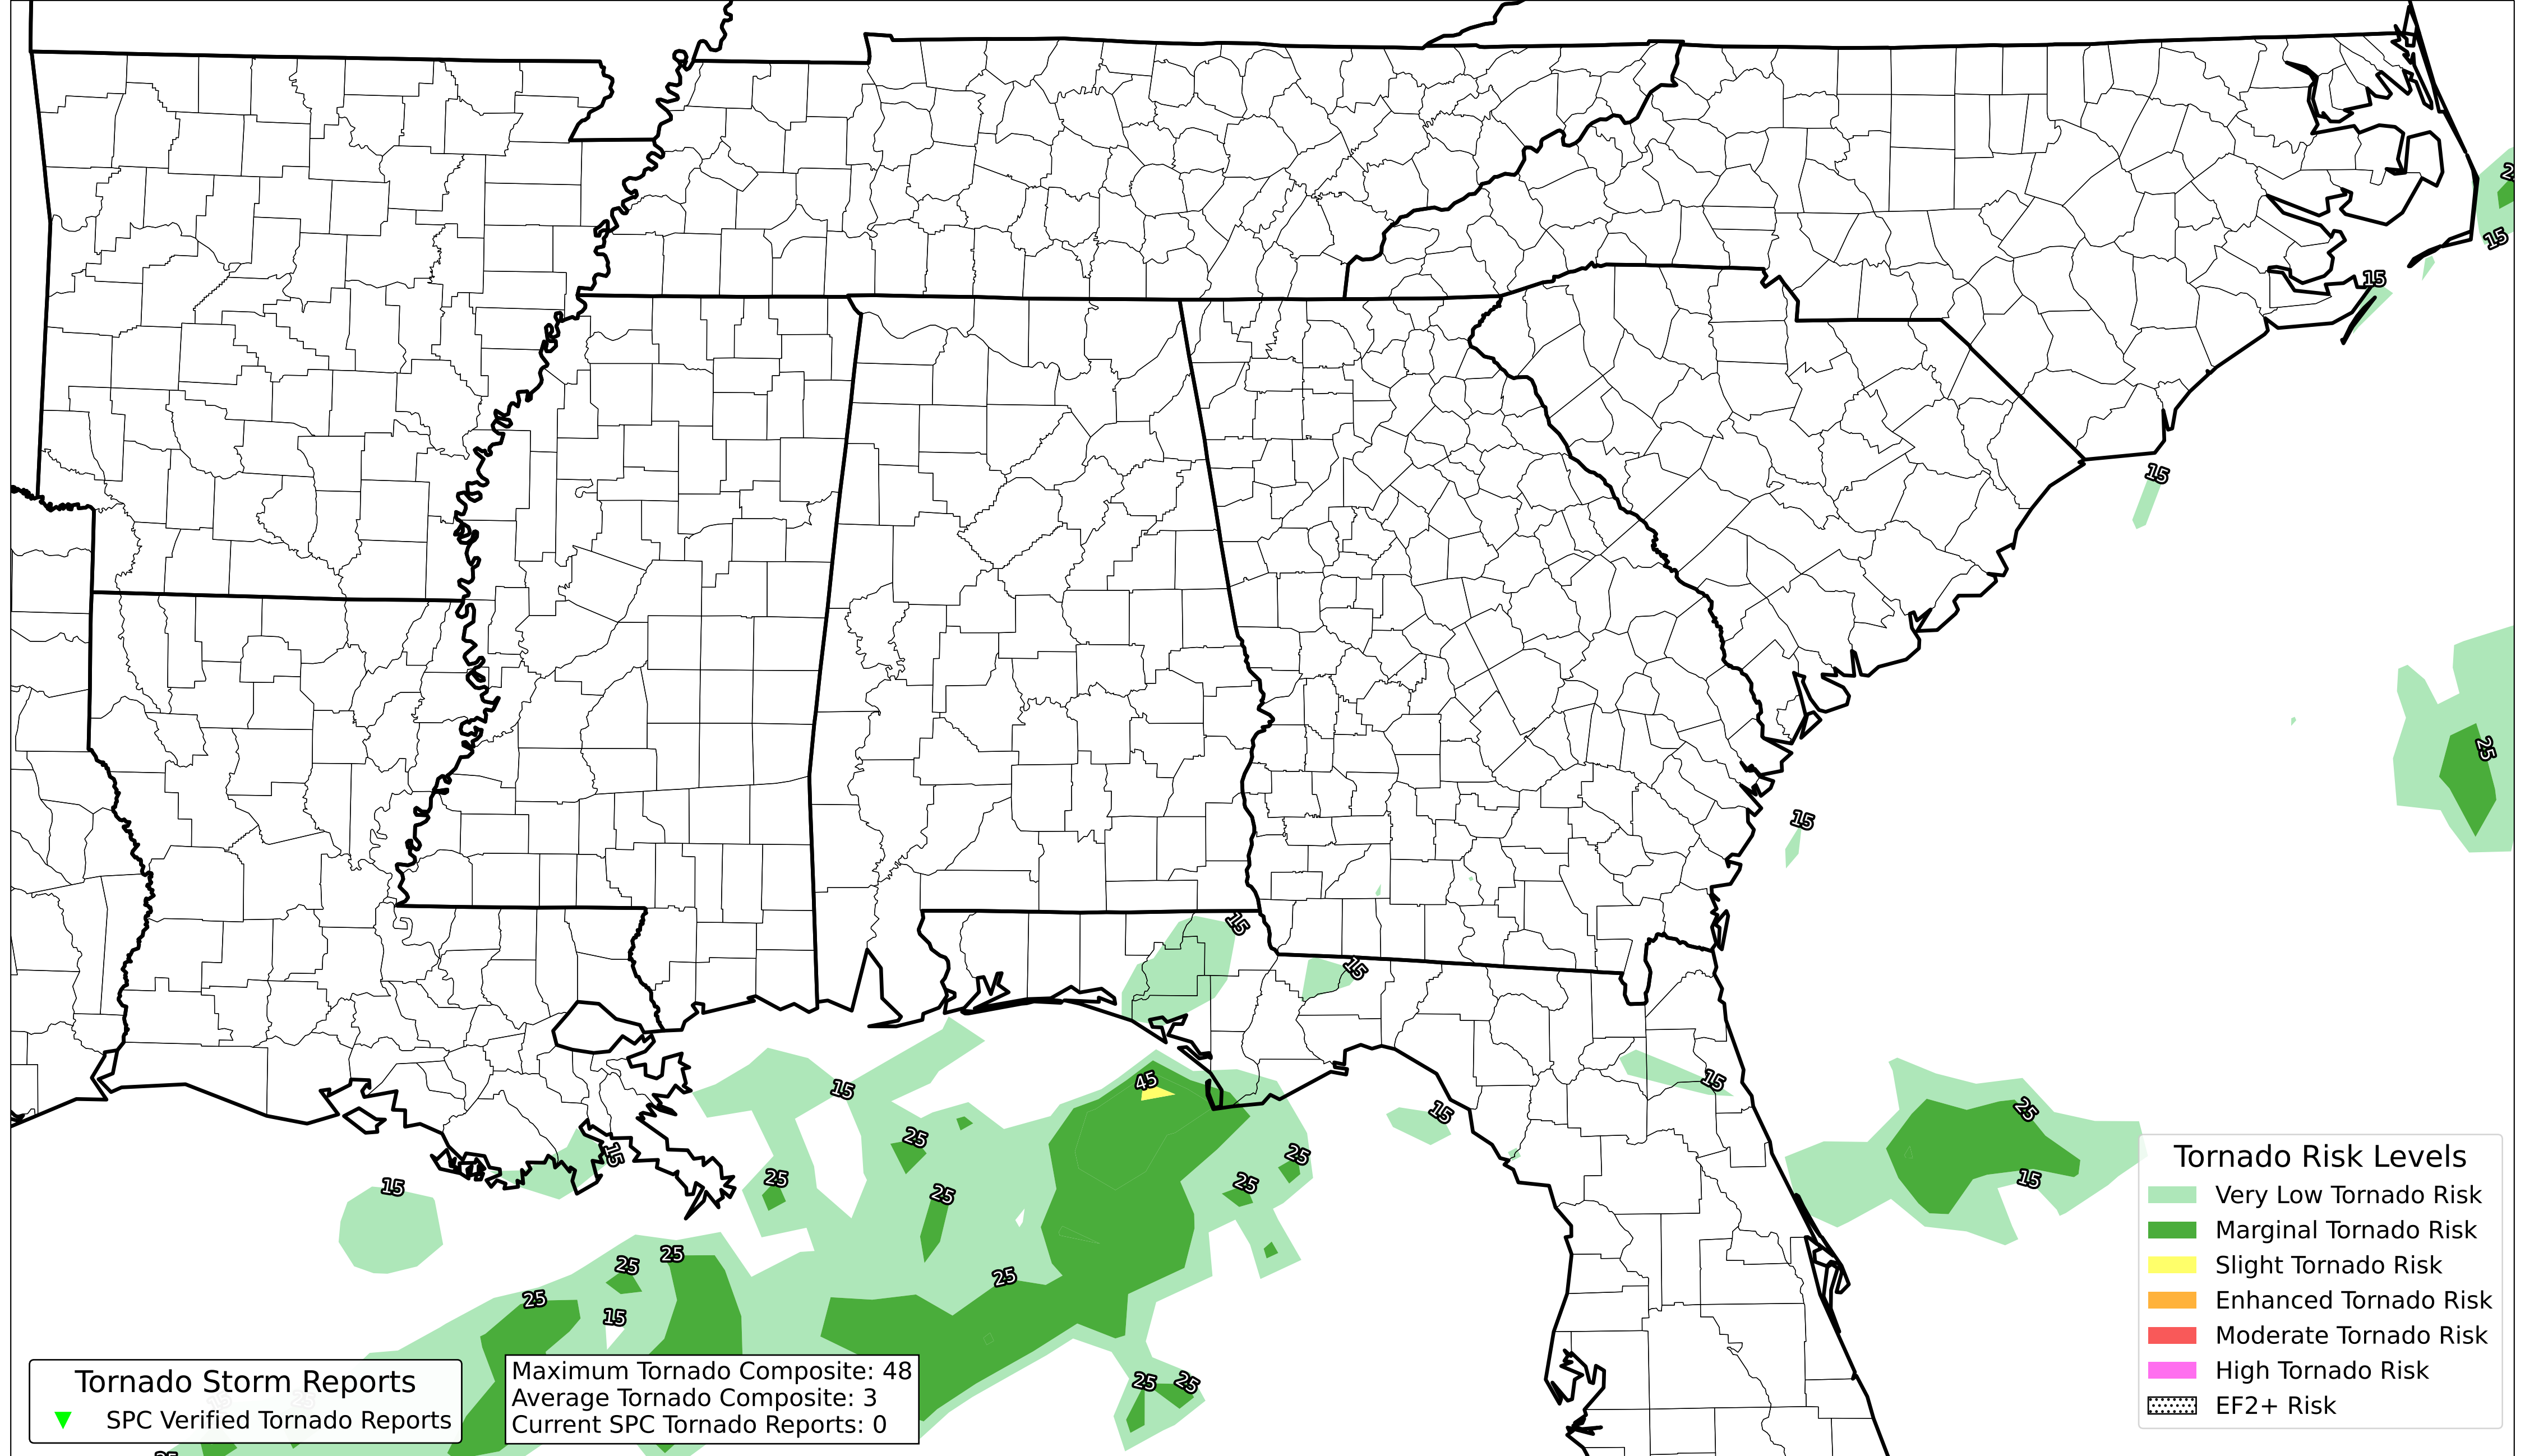 15
15
15
15
25
15
15
45
15
15
15
25
25
25
15
25
25
25
15
15
25
25
25
25
25
15
25
25
Tornado Risk Levels
Very Low Tornado Risk
Marginal Tornado Risk
Slight Tornado Risk
Enhanced Tornado Risk
Moderate Tornado Risk
High Tornado Risk
EF2+ Risk
Tornado Storm Reports
SPC Verified Tornado Reports
Maximum Tornado Composite: 48
Average Tornado Composite: 3
Current SPC Tornado Reports: 0